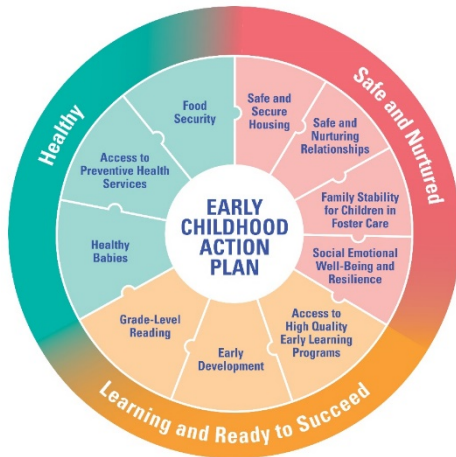 EARLY
CHILDHOOD
ACTION
PLAN
Healthy
Safe and Nurtured
Learning and Ready to Succeed
Food
Security
Safe and
Secure
Housing
Safe and
Nurturing
Relationships
Family Stability
for Children in
Foster Care
Social Emotional
Well-Being and
Resilience
Access to
High Quality
Early Learning
Programs
Early
Development
Grade-Level
Reading
Healthy
Babies
Access to
Preventive Health
Services